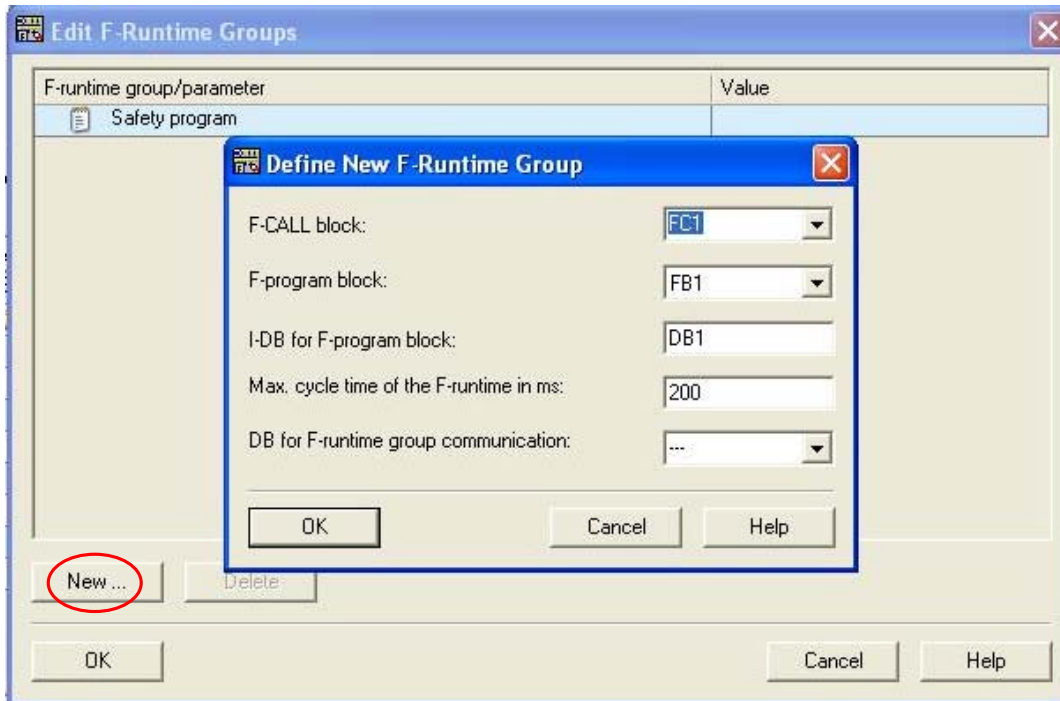 Edit F-Runtime Groups
F-runtime group/parameter Value
Safety program
Define New F-Runtime Group
F-CALL block: FC1
F-program block: FB1
I-DB for F-program block: DB1
Max. cycle time of the F-runtime in ms: 200
DB for F-runtime group communication: ---
OK Cancel Help
New ... Delete
OK Cancel Help